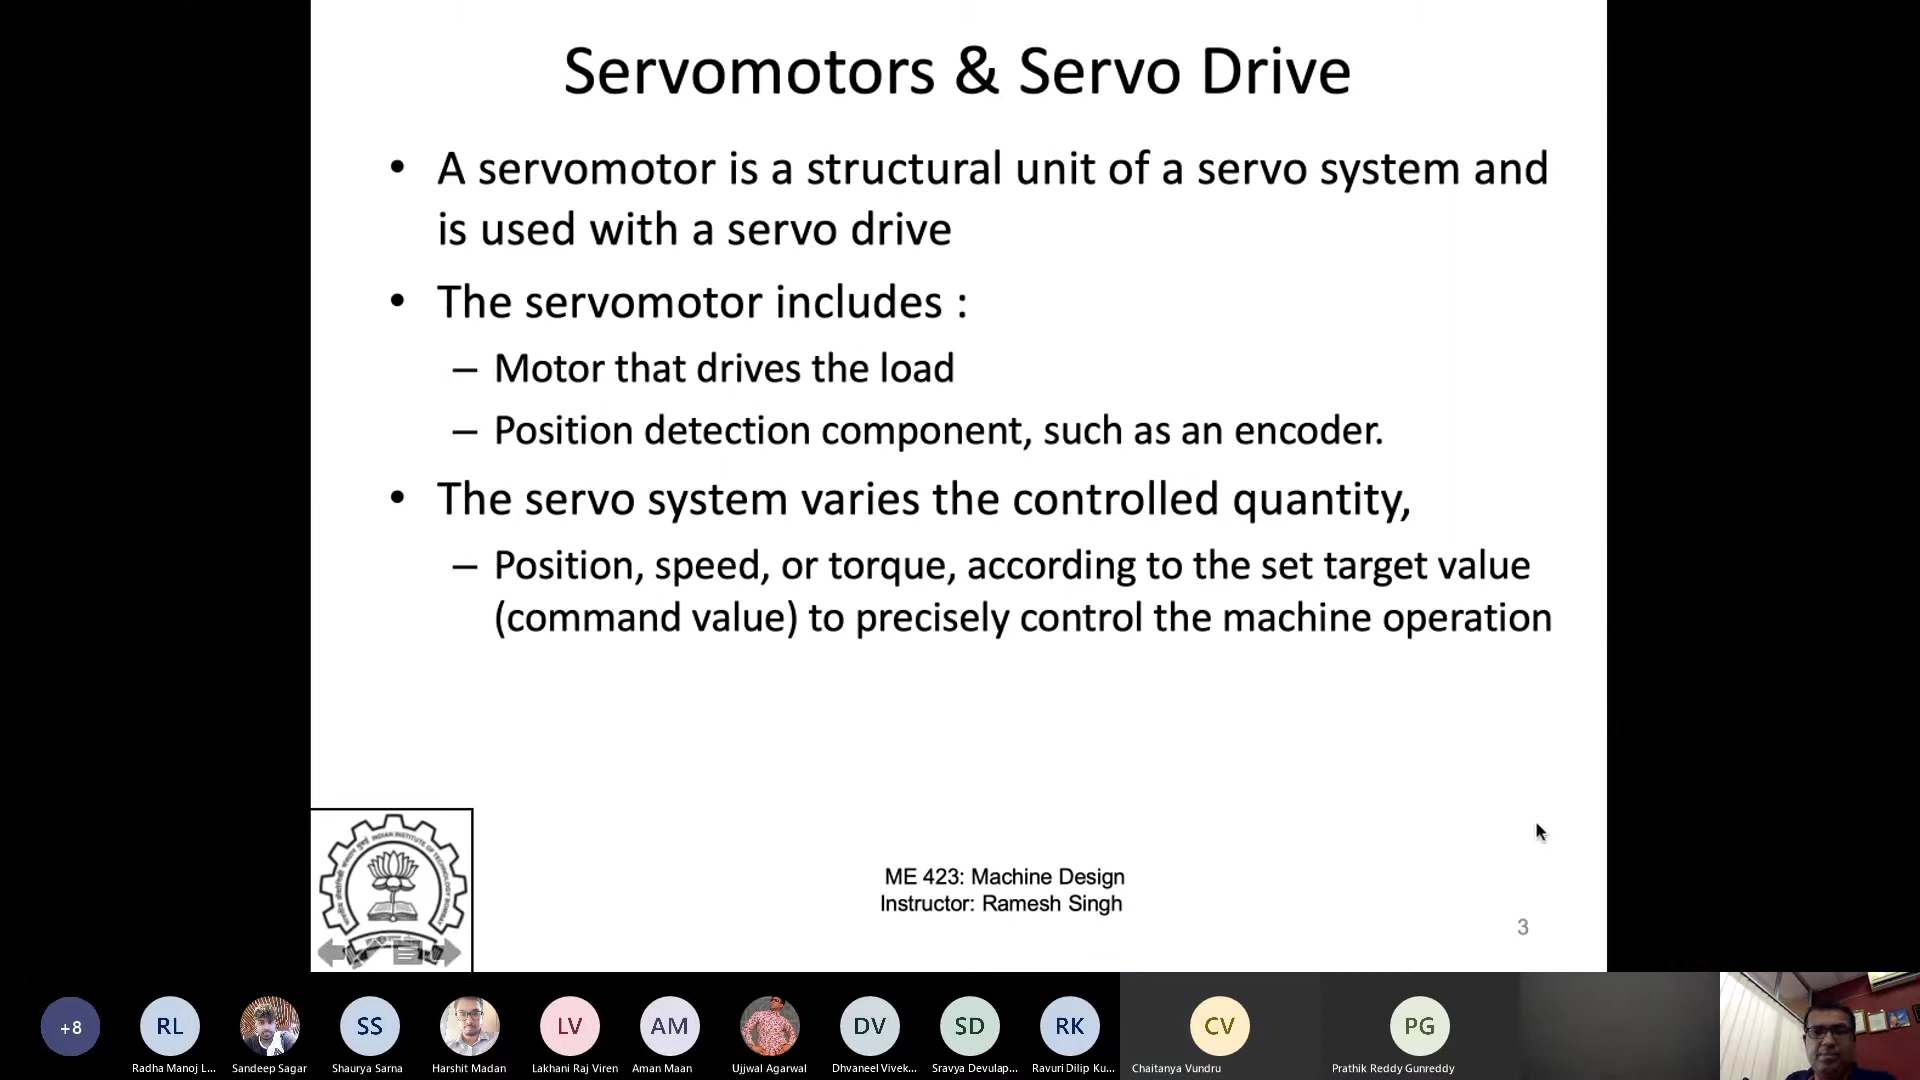 Servomotors & Servo Drive
• A servomotor is a structural unit of a servo system and
is used with a servo drive
• The servomotor includes :
– Motor that drives the load
– Position detection component, such as an encoder.
• The servo system varies the controlled quantity,
– Position, speed, or torque, according to the set target value
(command value) to precisely control the machine operation
INDIAN INSTITUTE OF TECHNOLOGY BOMBAY
ME 423: Machine Design
Instructor: Ramesh Singh
3
+8
RL
SS
LV
AM
DV
SD
RK
CV
PG
Radha Manoj L...
Sandeep Sagar
Shaurya Sarna
Harshit Madan
Lakhani Raj Viren
Aman Maan
Ujjwal Agarwal
Dhvaneel Vivek...
Sravya Devulap...
Ravuri Dilip Ku...
Chaitanya Vundru
Prathik Reddy Gunreddy